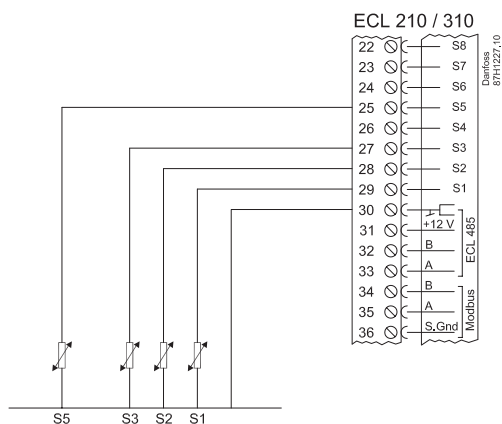 ECL 210 / 310
Danfoss
87H1227.10
22 S8
23 S7
24 S6
25 S5
26 S4
27 S3
28 S2
29 S1
30
31 +12 V
32 B
33 A
ECL 485
34 B
35 A
36 S.Gnd
Modbus
S5 S3 S2 S1